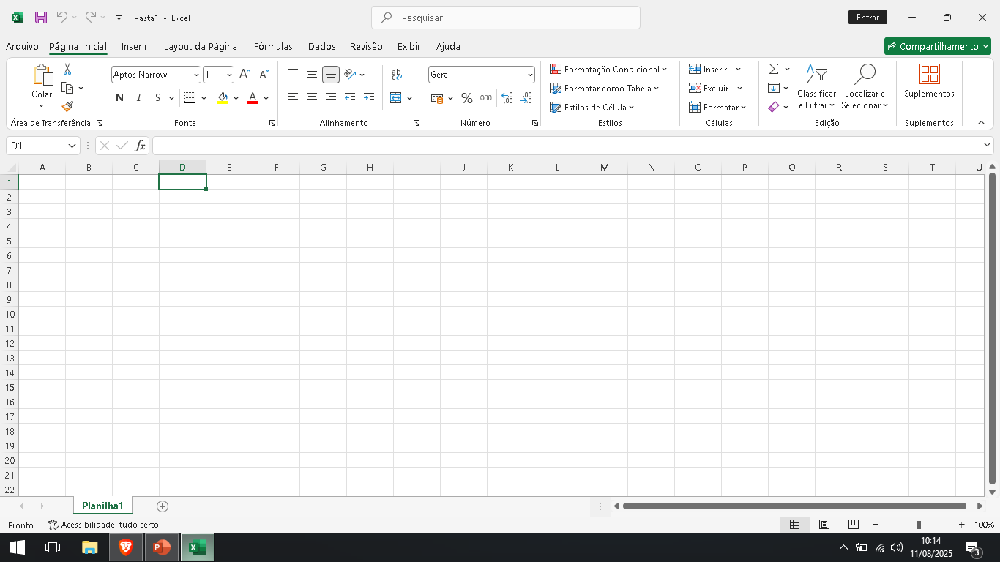 Pasta1 - Excel
Pesquisar
Entrar
Arquivo Página Inicial Inserir Layout da Página Fórmulas Dados Revisão Exibir Ajuda
Compartilhamento
Colar
Área de Transferência
Aptos Narrow 11
N I S
Fonte
ab
c
Alinhamento
Geral
% 000
Número
Formatação Condicional
Formatar como Tabela
Estilos de Célula
Estilos
Inserir
Excluir
Formatar
Células
Classificar
e Filtrar
Localizar e
Selecionar
Edição
Suplementos
Suplementos
D1
fx
A B C D E F G H I J K L M N O P Q R S T U
1
2
3
4
5
6
7
8
9
10
11
12
13
14
15
16
17
18
19
20
21
22
Planilha1
Pronto
Acessibilidade: tudo certo
100%
10:14
11/08/2025
3